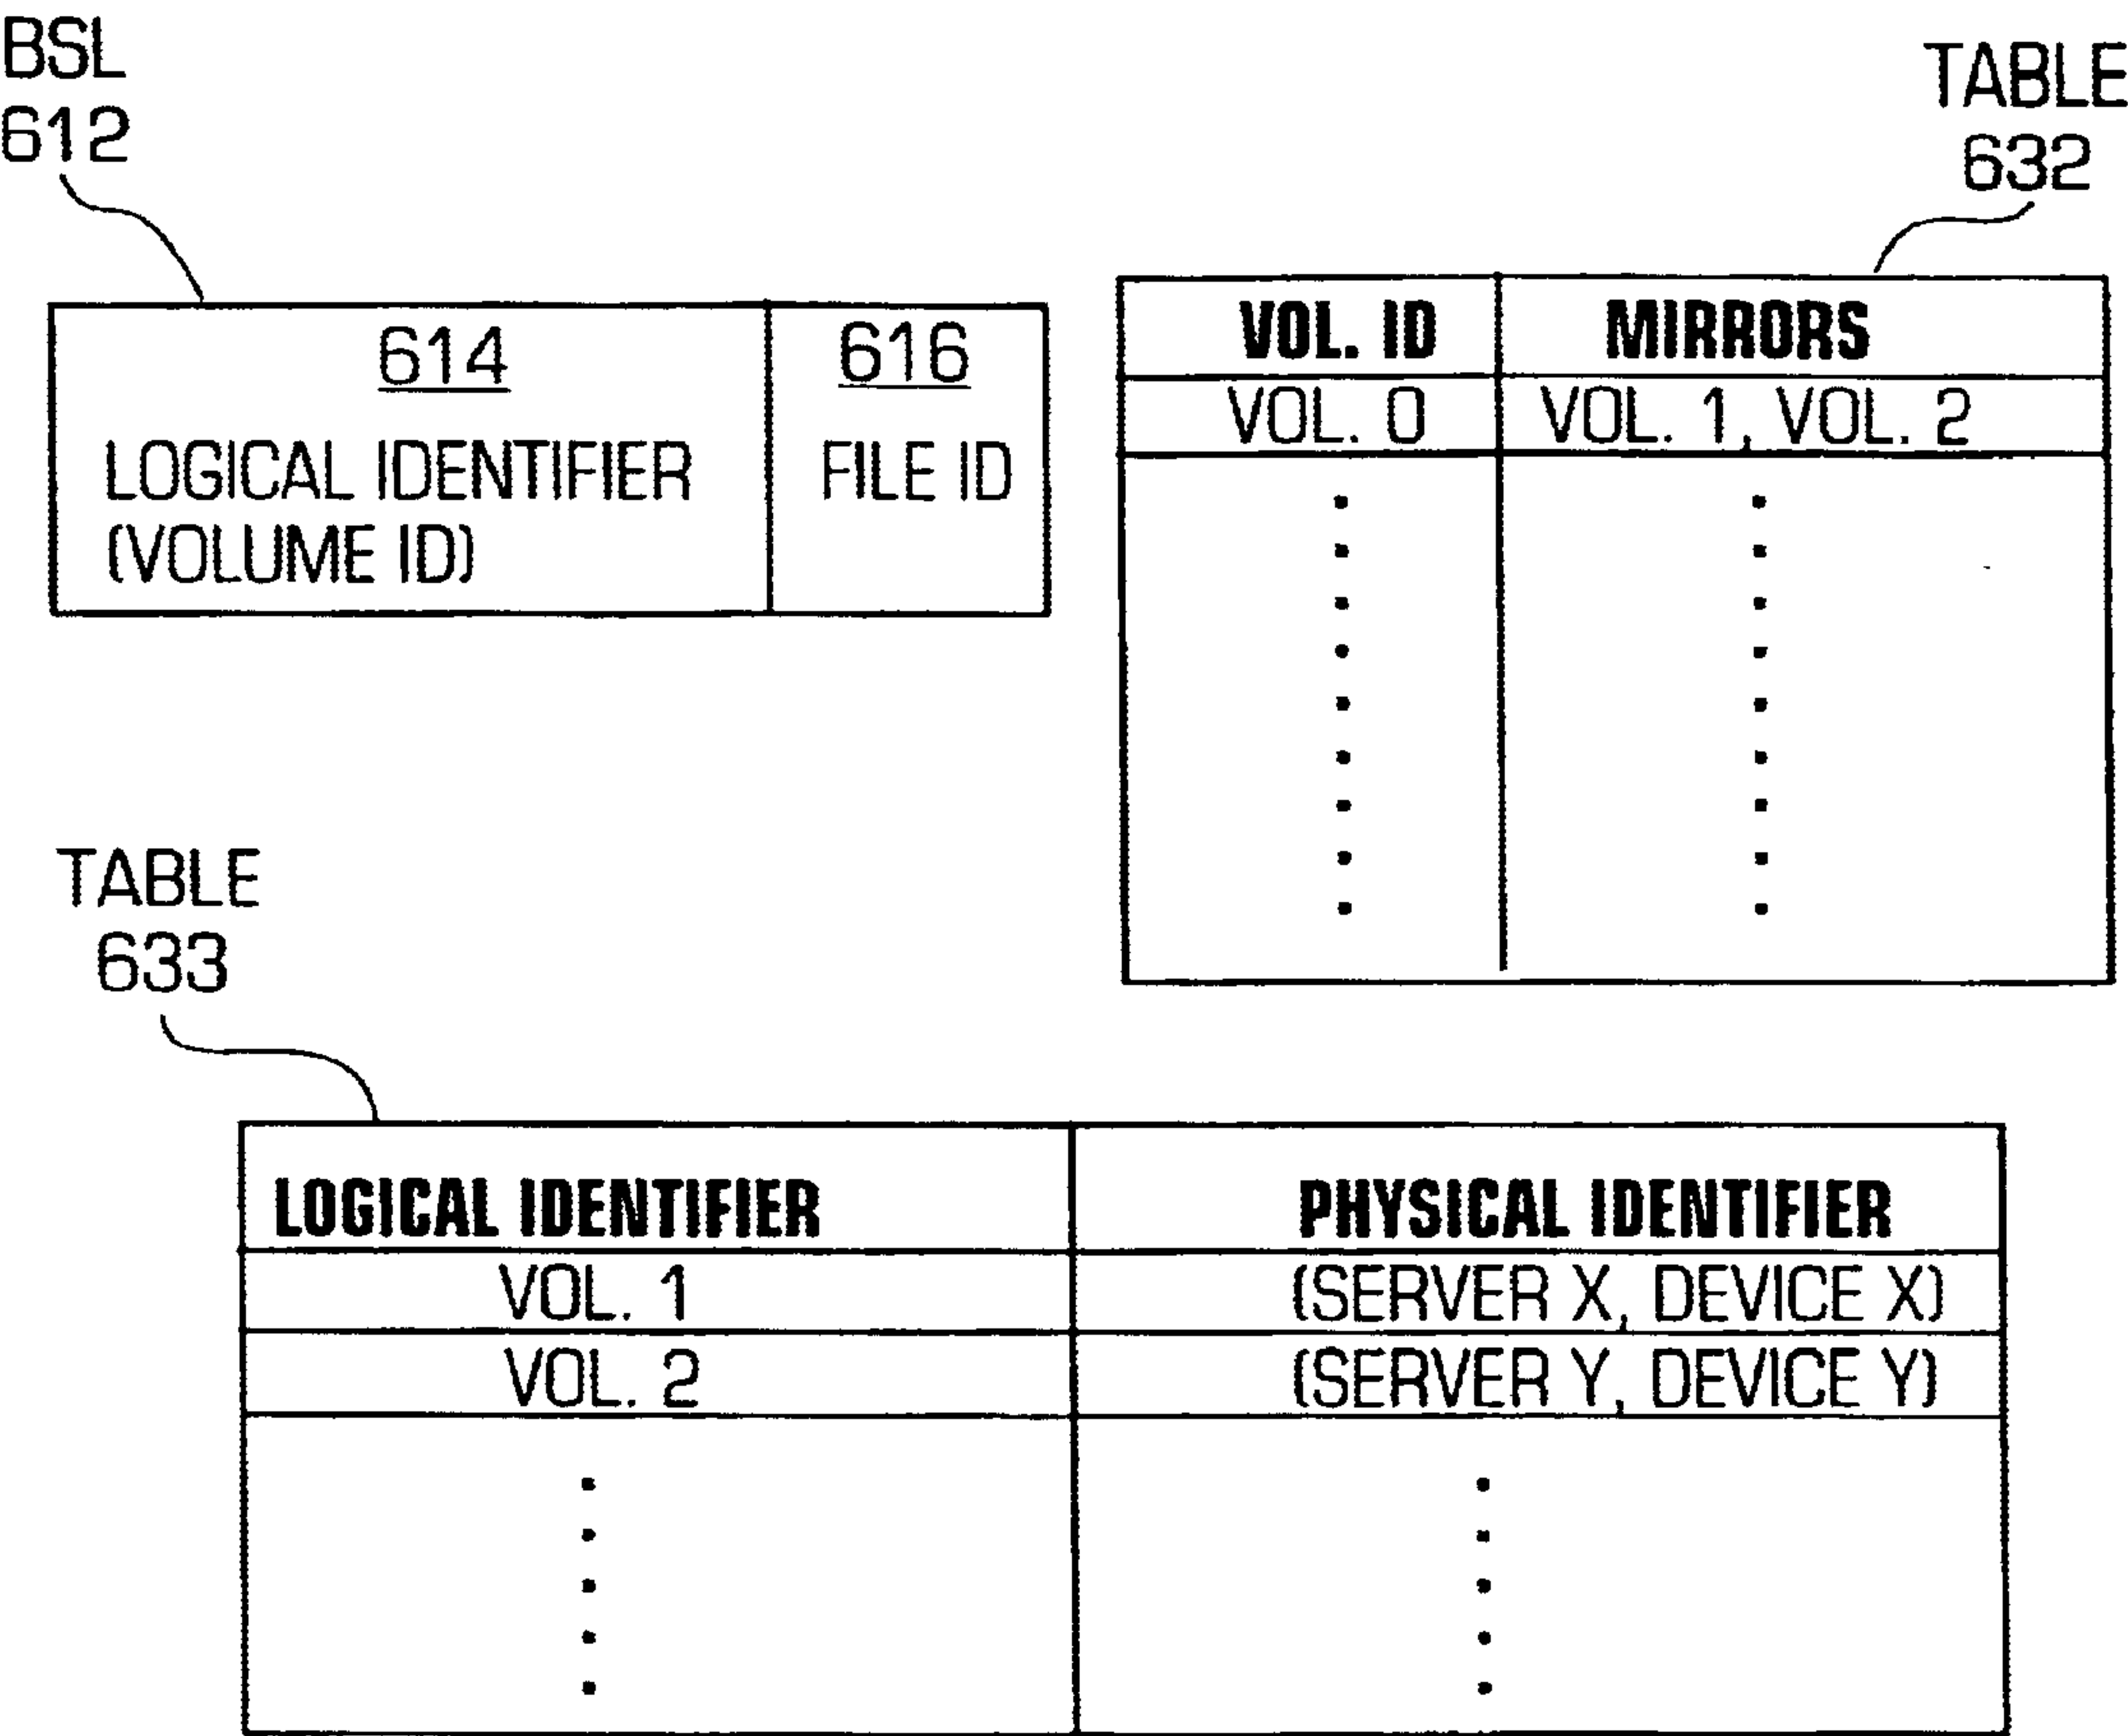 BSL
612
614
LOGICAL IDENTIFIER
(VOLUME ID)
616
FILE ID
TABLE
632
VOL. ID MIRRORS
VOL. 0 VOL. 1, VOL. 2
TABLE
633
LOGICAL IDENTIFIER PHYSICAL IDENTIFIER
VOL. 1 (SERVER X, DEVICE X)
VOL. 2 (SERVER Y, DEVICE Y)